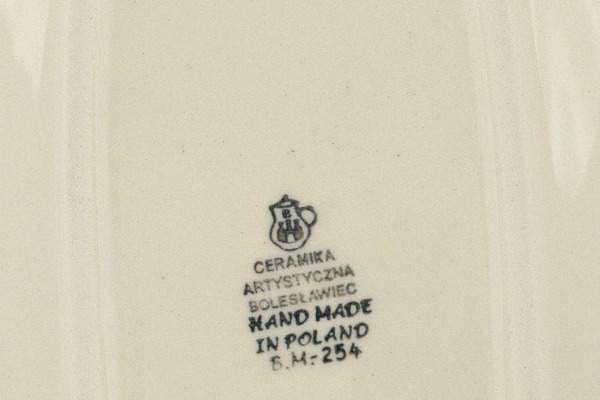 B
CERAMIKA
ARTYSTYCZNA
BOLESŁAWIEC
HAND MADE
IN POLAND
B.M.-254